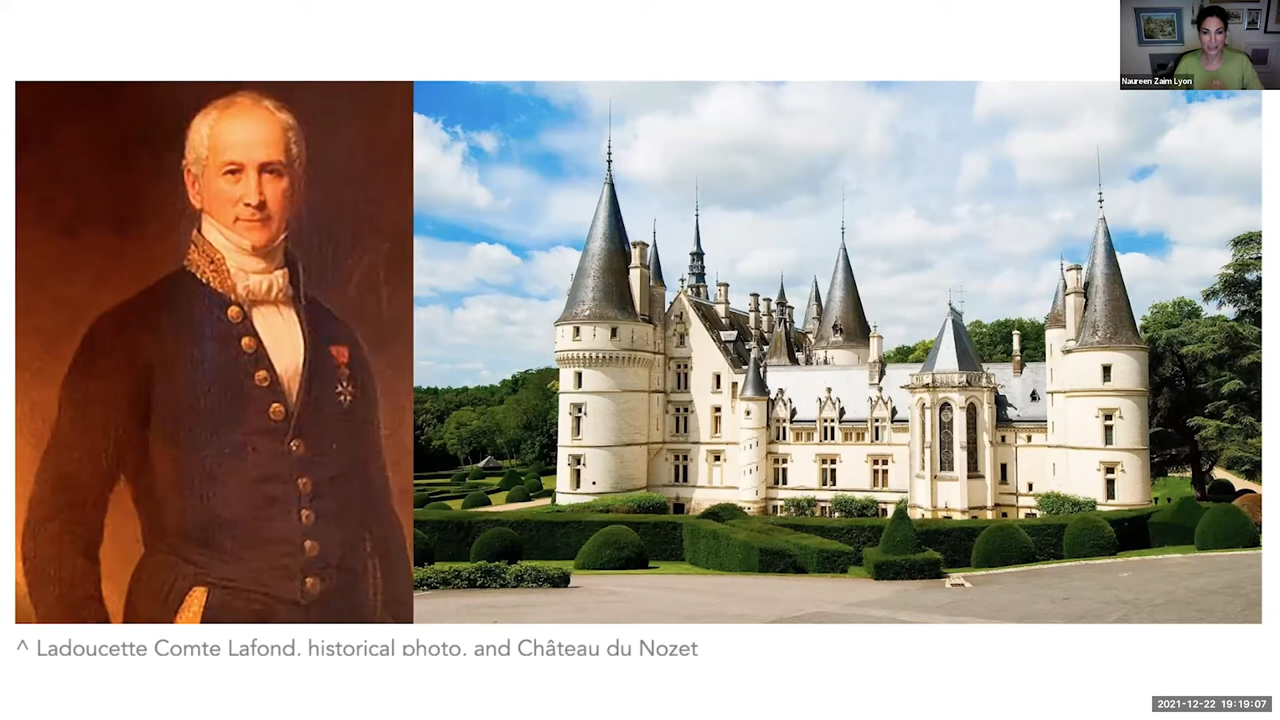 Naureen Zaim Lyon
^ Ladoucette Comte Lafond, historical photo, and Château du Nozet
2021-12-22 19:19:07